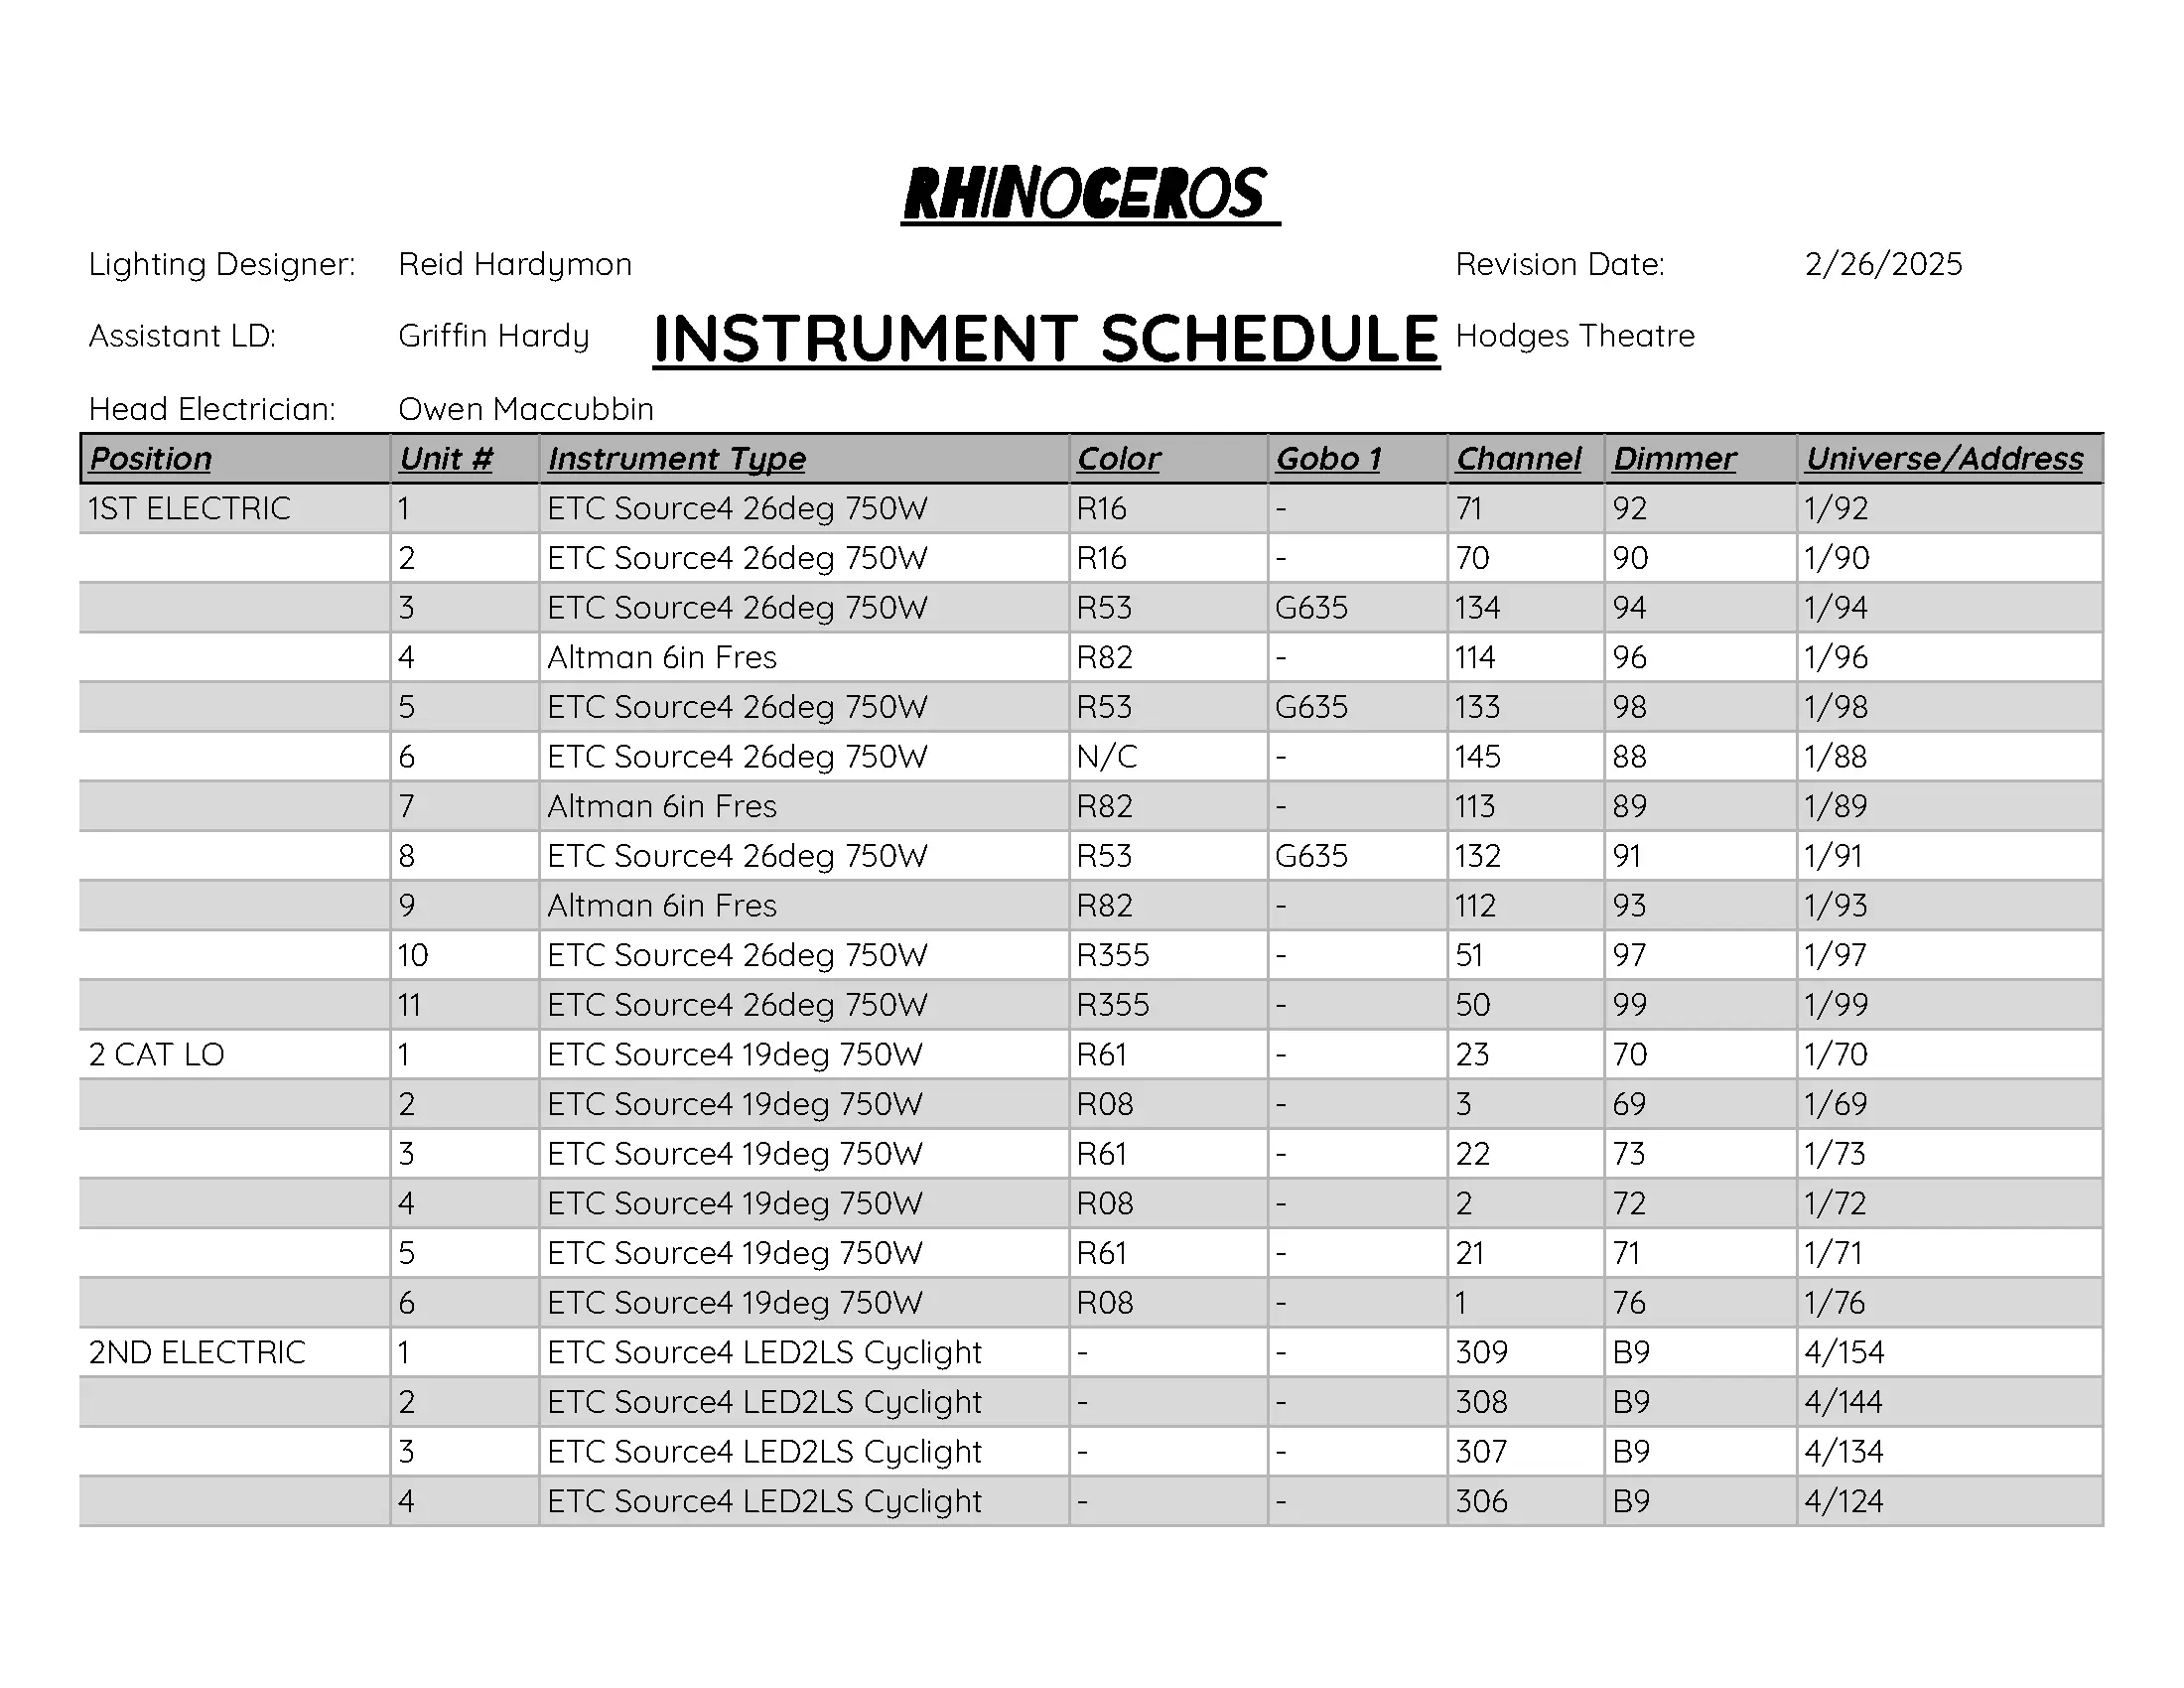 RHINOCEROS
Lighting Designer: Reid Hardymon Revision Date: 2/26/2025
Assistant LD: Griffin Hardy INSTRUMENT SCHEDULE Hodges Theatre
Head Electrician: Owen Maccubbin
Position Unit # Instrument Type Color Gobo 1 Channel Dimmer Universe/Address
1ST ELECTRIC 1 ETC Source4 26deg 750W R16 - 71 92 1/92
2 ETC Source4 26deg 750W R16 - 70 90 1/90
3 ETC Source4 26deg 750W R53 G635 134 94 1/94
4 Altman 6in Fres R82 - 114 96 1/96
5 ETC Source4 26deg 750W R53 G635 133 98 1/98
6 ETC Source4 26deg 750W N/C - 145 88 1/88
7 Altman 6in Fres R82 - 113 89 1/89
8 ETC Source4 26deg 750W R53 G635 132 91 1/91
9 Altman 6in Fres R82 - 112 93 1/93
10 ETC Source4 26deg 750W R355 - 51 97 1/97
11 ETC Source4 26deg 750W R355 - 50 99 1/99
2 CAT LO 1 ETC Source4 19deg 750W R61 - 23 70 1/70
2 ETC Source4 19deg 750W R08 - 3 69 1/69
3 ETC Source4 19deg 750W R61 - 22 73 1/73
4 ETC Source4 19deg 750W R08 - 2 72 1/72
5 ETC Source4 19deg 750W R61 - 21 71 1/71
6 ETC Source4 19deg 750W R08 - 1 76 1/76
2ND ELECTRIC 1 ETC Source4 LED2LS Cyclight - - 309 B9 4/154
2 ETC Source4 LED2LS Cyclight - - 308 B9 4/144
3 ETC Source4 LED2LS Cyclight - - 307 B9 4/134
4 ETC Source4 LED2LS Cyclight - - 306 B9 4/124